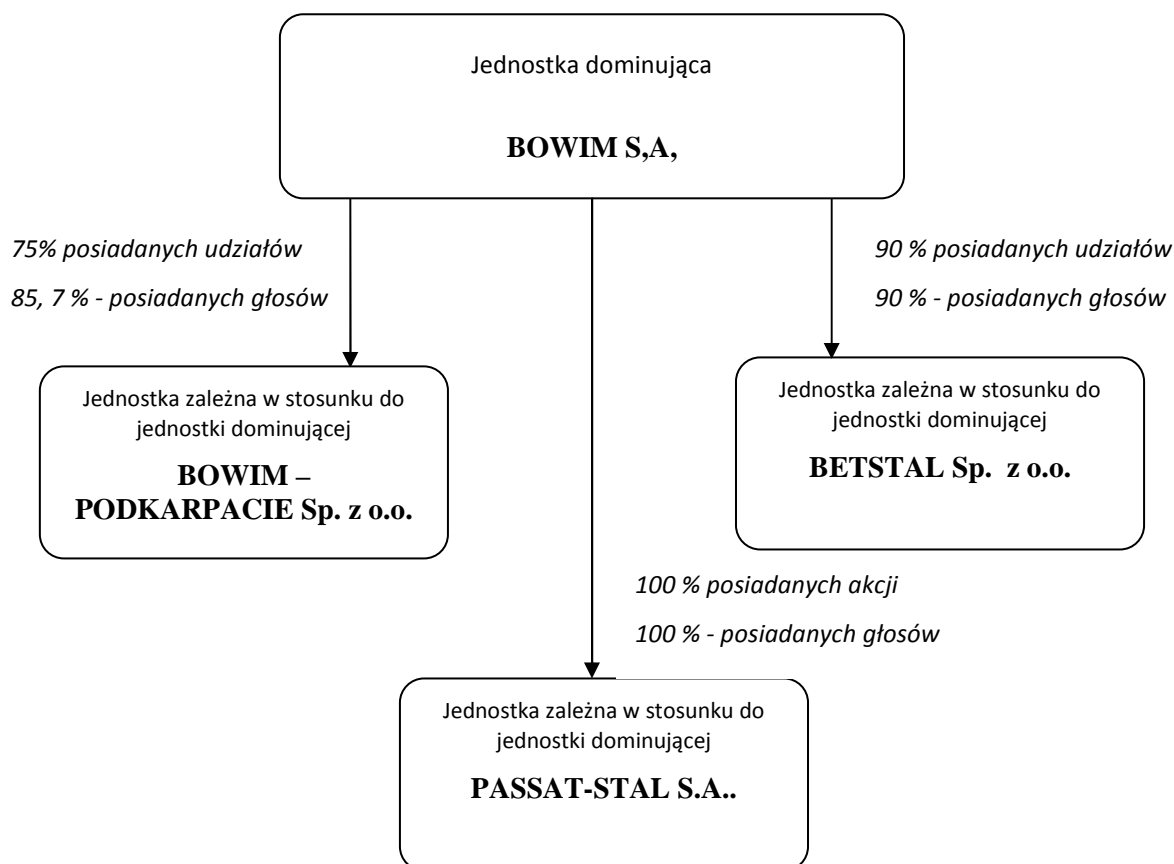 Jednostka dominująca
BOWIM S,A,
75% posiadanych udziałów
85, 7 % - posiadanych głosów
90 % posiadanych udziałów
90 % - posiadanych głosów
Jednostka zależna w stosunku do
jednostki dominującej
BOWIM –
PODKARPACIE Sp. z o.o.
Jednostka zależna w stosunku do
jednostki dominującej
BETSTAL Sp. z o.o.
100 % posiadanych akcji
100 % - posiadanych głosów
Jednostka zależna w stosunku do
jednostki dominującej
PASSAT-STAL S.A..